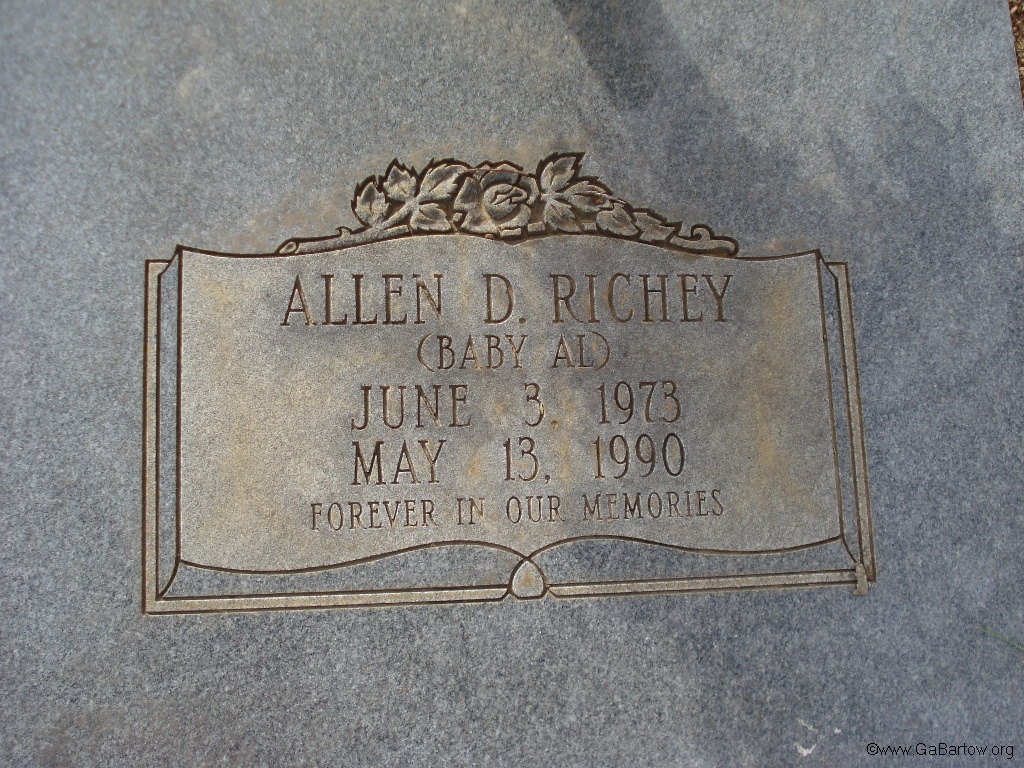 ALLEN D. RICHEY
(BABY AL)
JUNE 3, 1973
MAY 13, 1990
FOREVER IN OUR MEMORIES
©www.GaBartow.org